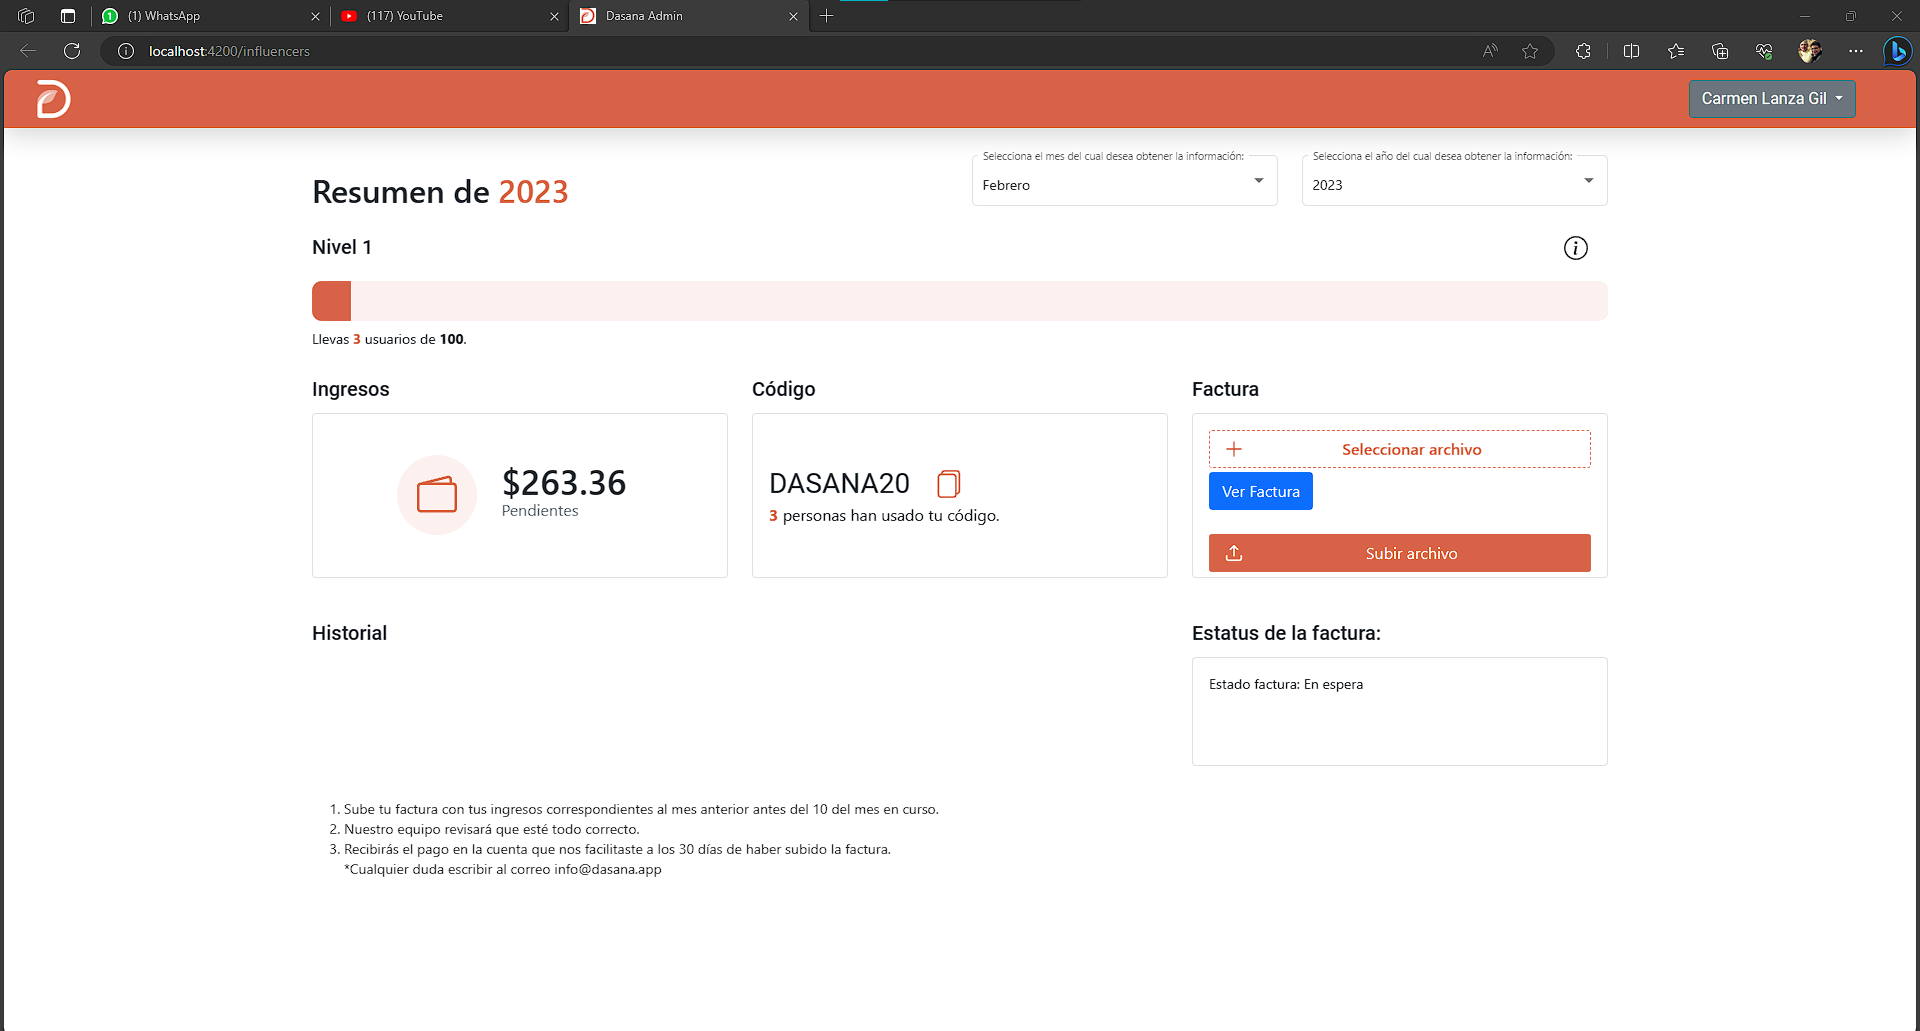 (1) WhatsApp
(117) YouTube
Dasana Admin
localhost:4200/influencers
Carmen Lanza Gil
Selecciona el mes del cual desea obtener la información:
Febrero
Selecciona el año del cual desea obtener la información:
2023
Resumen de 2023
Nivel 1
Llevas 3 usuarios de 100.
Ingresos
Código
Factura
$263.36
Pendientes
DASANA20
3 personas han usado tu código.
Seleccionar archivo
Ver Factura
Subir archivo
Historial
Estatus de la factura:
Estado factura: En espera
1. Sube tu factura con tus ingresos correspondientes al mes anterior antes del 10 del mes en curso.
2. Nuestro equipo revisará que esté todo correcto.
3. Recibirás el pago en la cuenta que nos facilitaste a los 30 días de haber subido la factura.
*Cualquier duda escribir al correo info@dasana.app